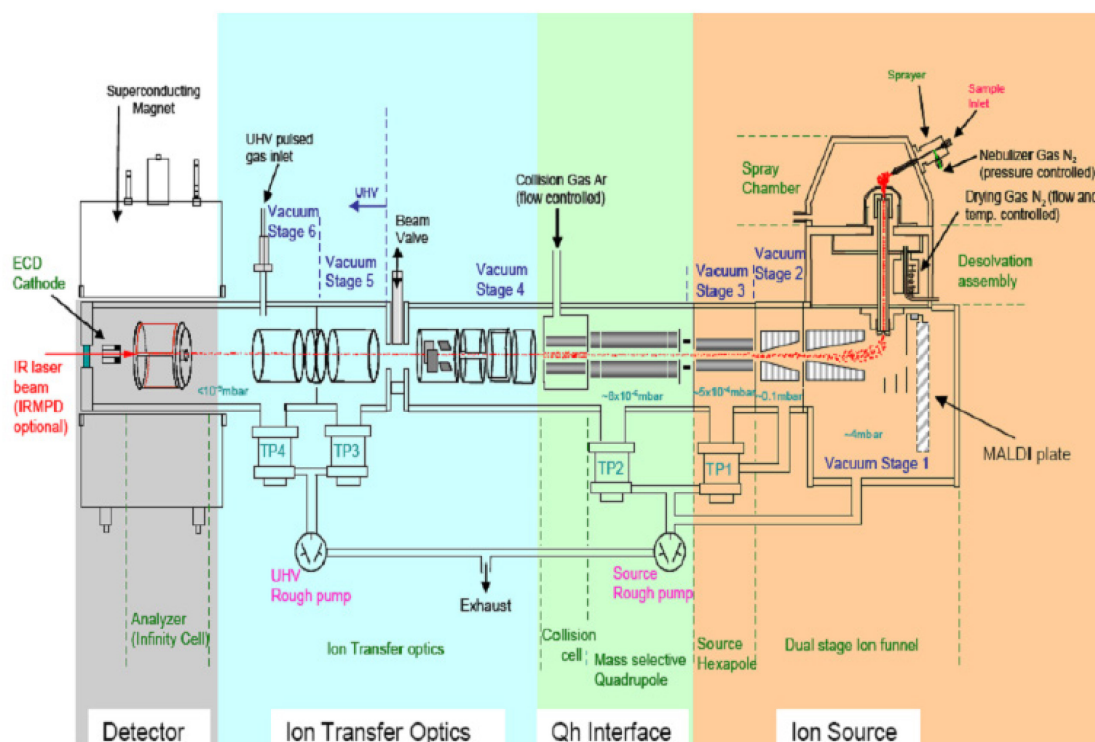 Superconducting
Magnet
UHV pulsed
gas inlet
UHV
Vacuum
Stage 6
Vacuum
Stage 5
Beam
Valve
Collision Gas Ar
(flow controlled)
Vacuum
Stage 4
Vacuum
Stage 3
Vacuum
Stage 2
Sprayer
Sample
Inlet
Spray
Chamber
Nebulizer Gas N₂
(pressure controlled)
Drying Gas N₂ (flow and
temp. controlled)
Desolvation
assembly
ECD
Cathode
IR laser
beam
(IRMPD
optional)
~0.1mbar
~4mbar
Vacuum Stage 1
MALDI plate
TP4
TP3
TP2
TP1
UHV
Rough pump
Exhaust
Source
Rough pump
Analyzer
(Infinity Cell)
Ion Transfer optics
Collision
cell
Mass selective
Quadrupole
Source
Hexapole
Dual stage Ion funnel
Detector
Ion Transfer Optics
Qh Interface
Ion Source